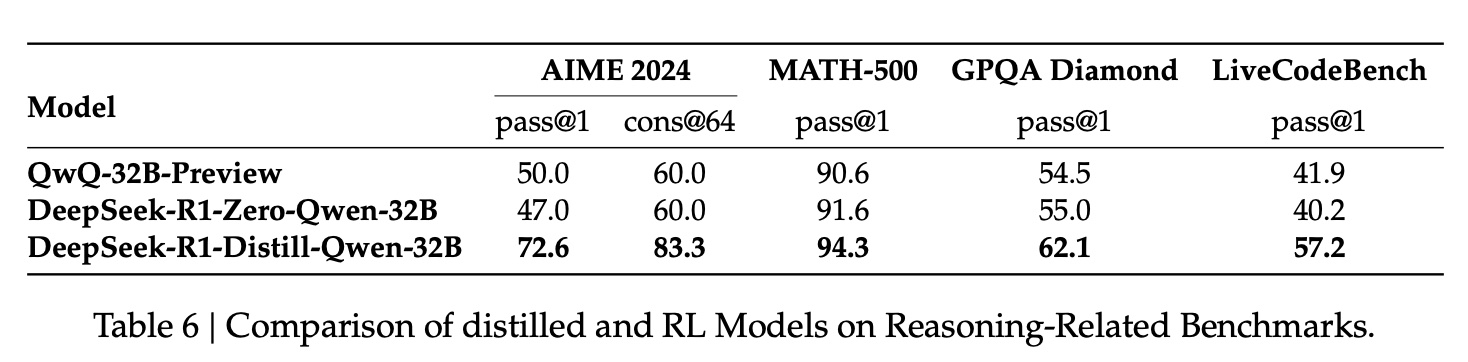 Model AIME 2024 MATH-500 GPQA Diamond LiveCodeBench
pass@1 cons@64 pass@1 pass@1 pass@1
QwQ-32B-Preview 50.0 60.0 90.6 54.5 41.9
DeepSeek-R1-Zero-Qwen-32B 47.0 60.0 91.6 55.0 40.2
DeepSeek-R1-Distill-Qwen-32B 72.6 83.3 94.3 62.1 57.2
Table 6 | Comparison of distilled and RL Models on Reasoning-Related Benchmarks.